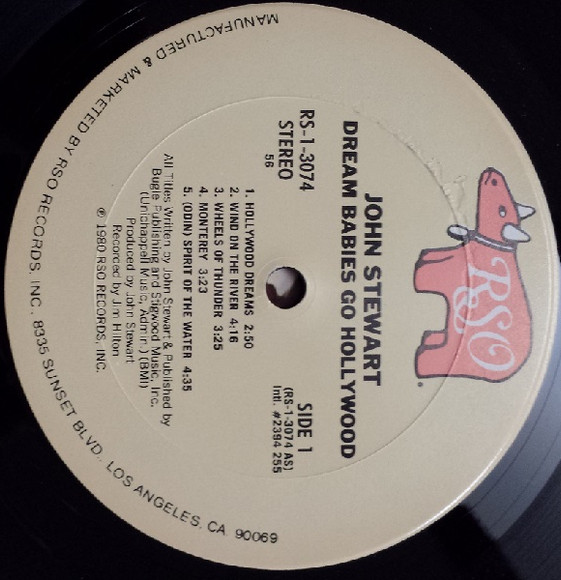 RSO
JOHN STEWART
DREAM BABIES GO HOLLYWOOD
RS-1-3074
STEREO
56
SIDE 1
(RS-1-3074 AS)
Intl. #2394 255
1. HOLLYWOOD DREAMS 2:50
2. WIND ON THE RIVER 4:16
3. WHEELS OF THUNDER 3:25
4. MONTEREY 3:23
5. (ODIN) SPIRIT OF THE WATER 4:35
All Titles Written by John Stewart & Published by
Bugle Publishing and Stigwood Music, Inc.
(Unichappell Music, Admin.) (BMI)
Produced by John Stewart
Recorded by Jim Hilton
℗ 1980 RSO RECORDS, INC.
MANUFACTURED & MARKETED BY RSO RECORDS, INC., 8335 SUNSET BLVD., LOS ANGELES, CA 90069